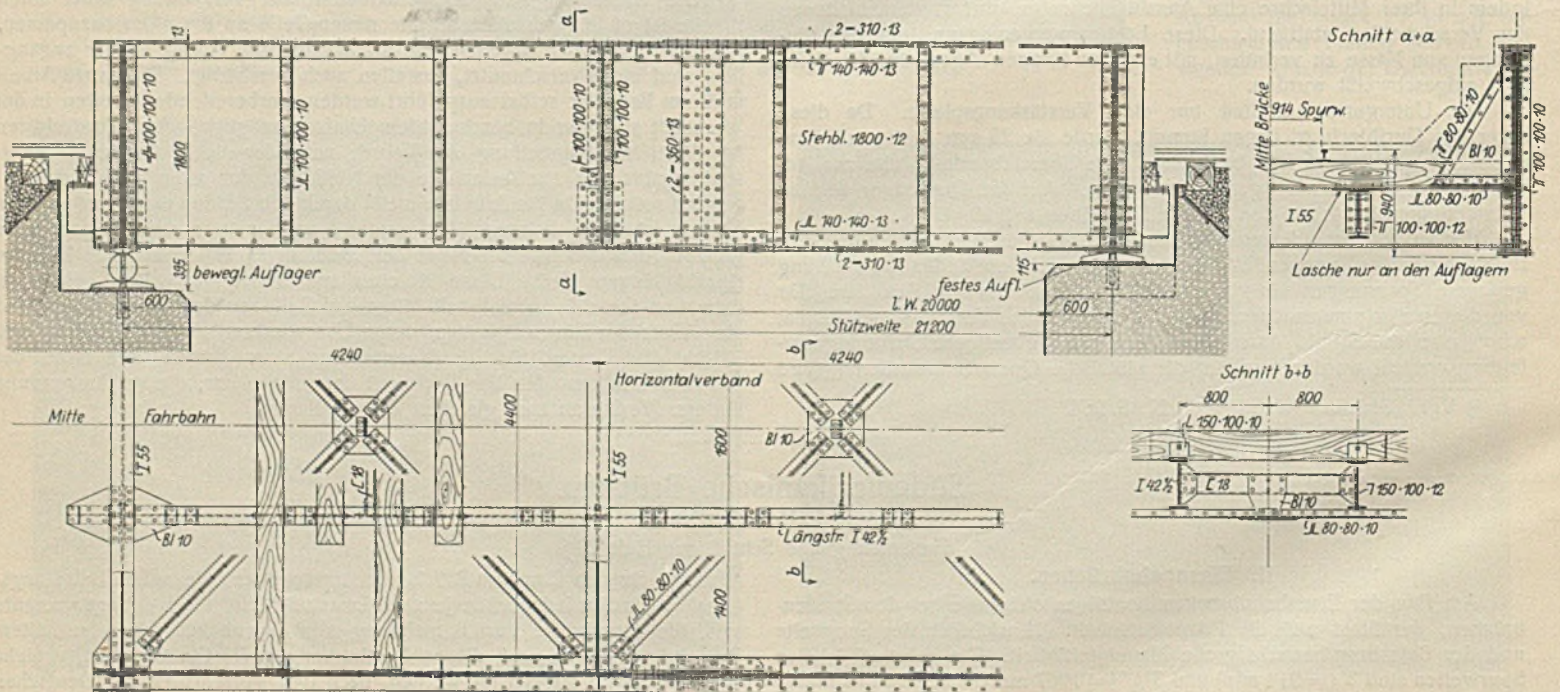 a
2-310·13
╥ 140·140·13
13
1800
100·100·10
⅃L 100·100·10
100·100·10
7 100·100·10
2-360·13
Stehbl. 1800·12
⅃L 140·140·13
2-310·13
395
bewegl. Auflager
600
a
festes Aufl.
115
600
l.W. 20000
Stützweite 21200
Schnitt a+a
Mitte Brücke
914 Spurw.
80·80·10
Bl 10
100·100·10
⅃L 80·80·10
940
I 55
100·100·12
Lasche nur an den Auflagern
4240
b
4240
Horizontalverband
Mitte Fahrbahn
I 55
[ 18
4400
I 55
1600
Bl 10
Bl 10
Längstr. I 42½
⅃L 80·80·10
1400
b
Schnitt b+b
800
800
L 150·100·10
I 42½
[ 18
Bl 10
7 150·100·12
⅃L 80·80·10